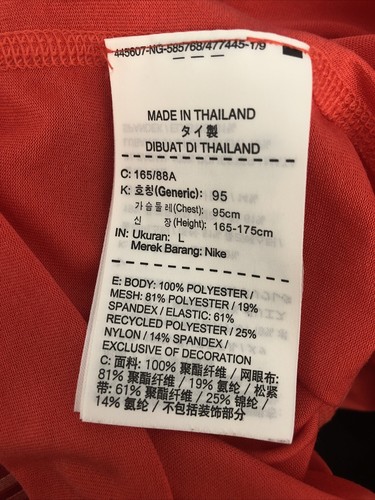 445607-NG-585768/477445-1/9
MADE IN THAILAND
タイ製
DIBUAT DI THAILAND
C: 165/88A
K: 호칭(Generic): 95
가슴둘레(Chest): 95cm
신 장(Height): 165-175cm
IN: Ukuran: L
Merek Barang: Nike
E: BODY: 100% POLYESTER /
MESH: 81% POLYESTER / 19%
SPANDEX / ELASTIC: 61%
RECYCLED POLYESTER / 25%
NYLON / 14% SPANDEX /
EXCLUSIVE OF DECORATION
C: 面料: 100% 聚酯纤维 / 网眼布:
81% 聚酯纤维 / 19% 氨纶 / 松紧
带: 61% 聚酯纤维 / 25% 锦纶 /
14% 氨纶 / 不包括装饰部分